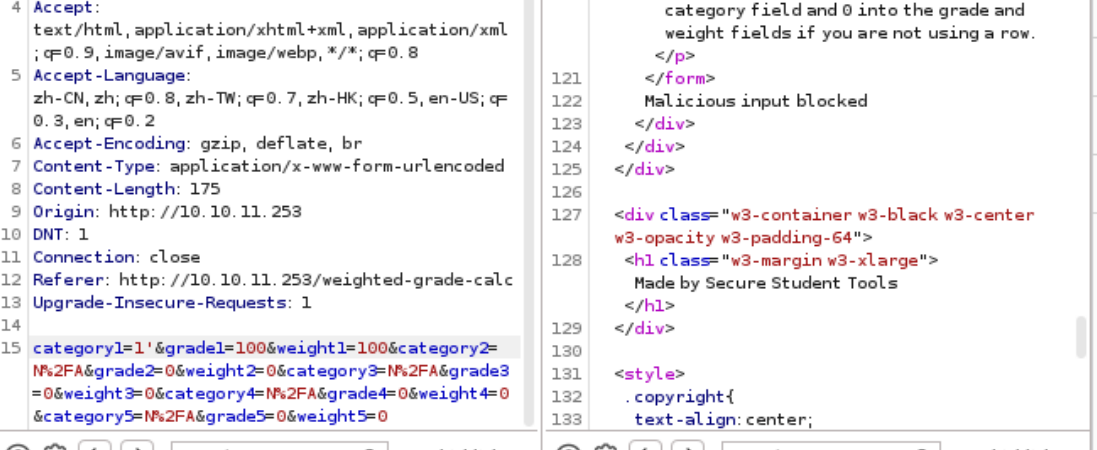 4 Accept:
text/html,application/xhtml+xml,application/xml
;q=0.9,image/avif,image/webp,*/*;q=0.8
5 Accept-Language:
zh-CN,zh;q=0.8,zh-TW;q=0.7,zh-HK;q=0.5,en-US;q=
0.3,en;q=0.2
6 Accept-Encoding: gzip, deflate, br
7 Content-Type: application/x-www-form-urlencoded
8 Content-Length: 175
9 Origin: http://10.10.11.253
10 DNT: 1
11 Connection: close
12 Referer: http://10.10.11.253/weighted-grade-calc
13 Upgrade-Insecure-Requests: 1
14
15 category1=1'&grade1=100&weight1=100&category2=
N%2FA&grade2=0&weight2=0&category3=N%2FA&grade3
=0&weight3=0&category4=N%2FA&grade4=0&weight4=0
&category5=N%2FA&grade5=0&weight5=0
category field and 0 into the grade and
weight fields if you are not using a row.
</p>
121 </form>
122 Malicious input blocked
123 </div>
124 </div>
125 </div>
126
127 <div class="w3-container w3-black w3-center
w3-opacity w3-padding-64">
128 <h1 class="w3-margin w3-xlarge">
Made by Secure Student Tools
</h1>
129 </div>
130
131 <style>
132 .copyright{
133 text-align:center;